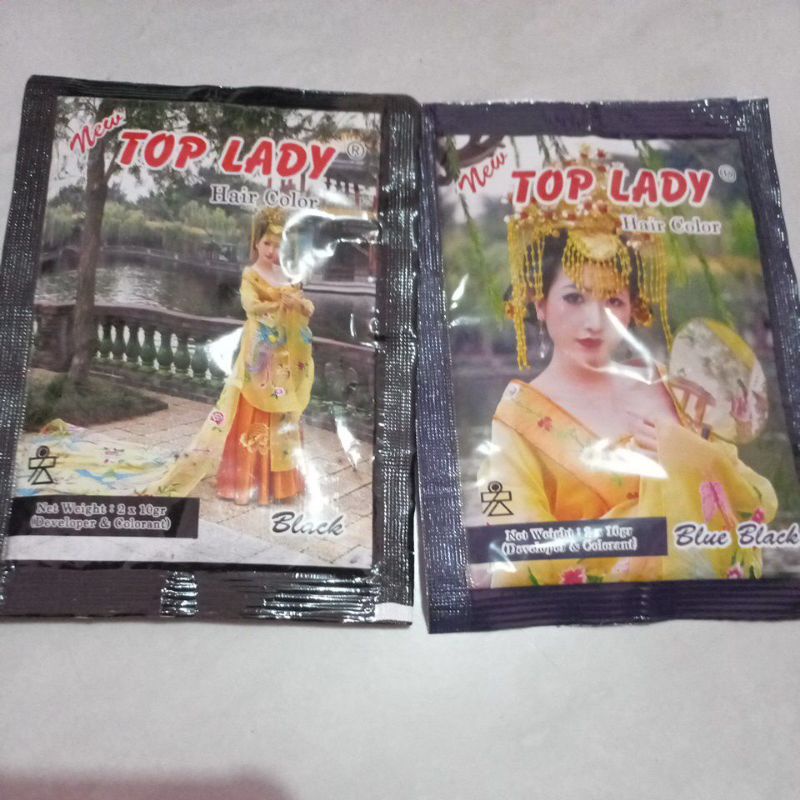 New
TOP LADY ®
Hair Color
Net Weight : 2 x 10gr
(Developer & Colorant)
Black
New
TOP LADY ®
Hair Color
Net Weight : 2 x 10gr
(Developer & Colorant)
Blue Black